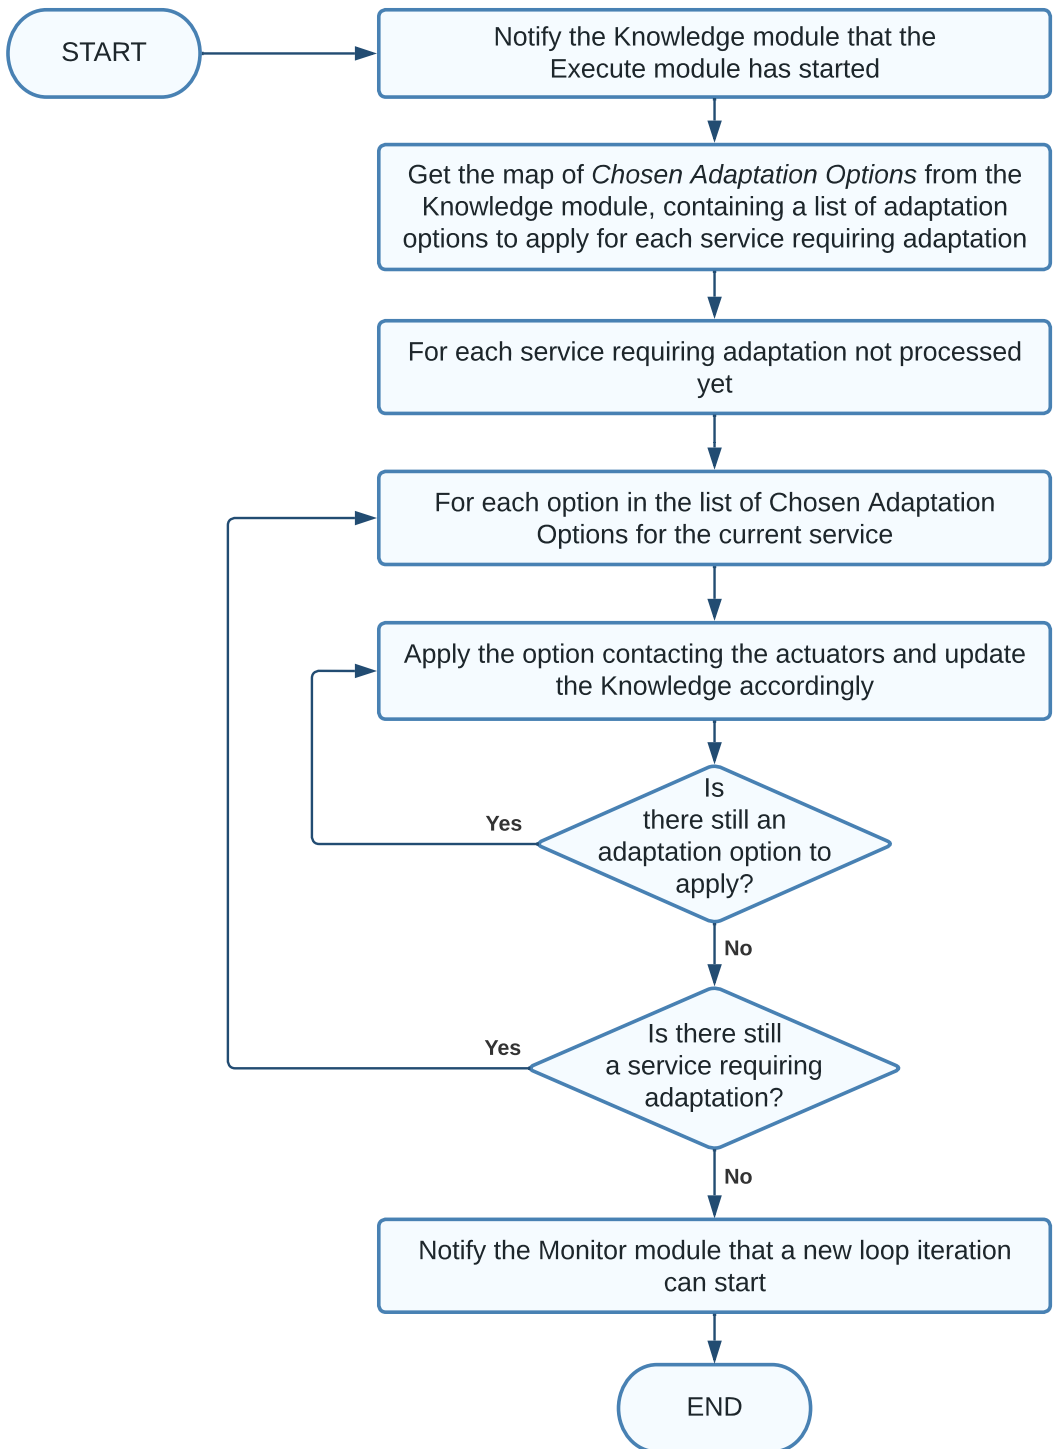 START
Notify the Knowledge module that the
Execute module has started
Get the map of Chosen Adaptation Options from the
Knowledge module, containing a list of adaptation
options to apply for each service requiring adaptation
For each service requiring adaptation not processed
yet
For each option in the list of Chosen Adaptation
Options for the current service
Apply the option contacting the actuators and update
the Knowledge accordingly
Is
there still an
adaptation option to
apply?
Yes
No
Is there still
a service requiring
adaptation?
Yes
No
Notify the Monitor module that a new loop iteration
can start
END